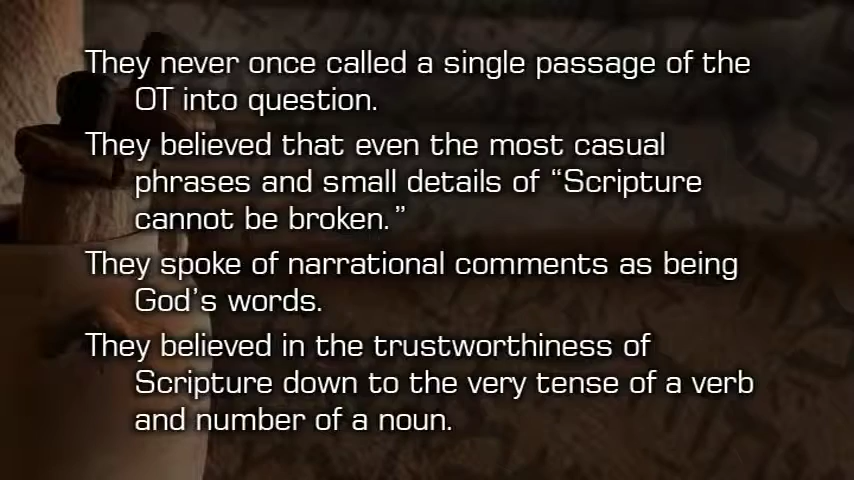 They never once called a single passage of the
OT into question.
They believed that even the most casual
phrases and small details of “Scripture
cannot be broken.”
They spoke of narrational comments as being
God’s words.
They believed in the trustworthiness of
Scripture down to the very tense of a verb
and number of a noun.